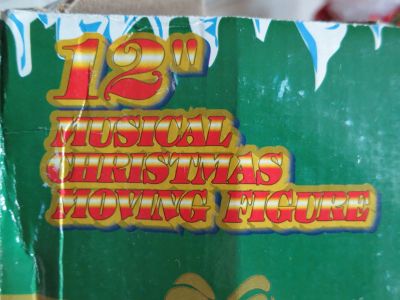 12"
MUSICAL
CHRISTMAS
MOVING FIGURE